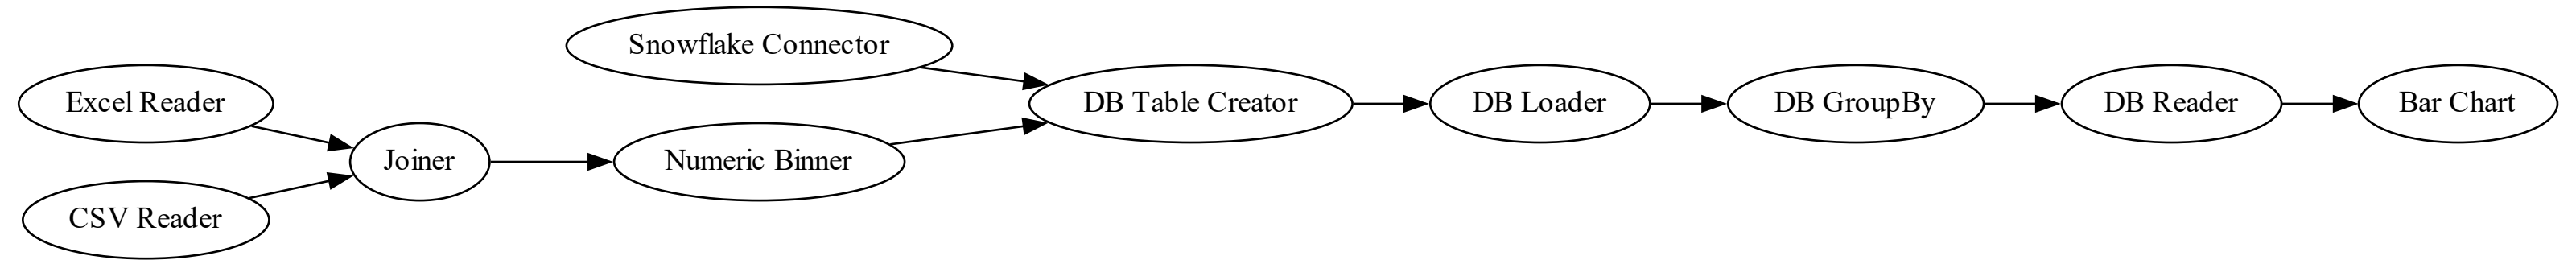 Snowflake Connector
Excel Reader
DB Table Creator
DB Loader
DB GroupBy
DB Reader
Bar Chart
Joiner
Numeric Binner
CSV Reader